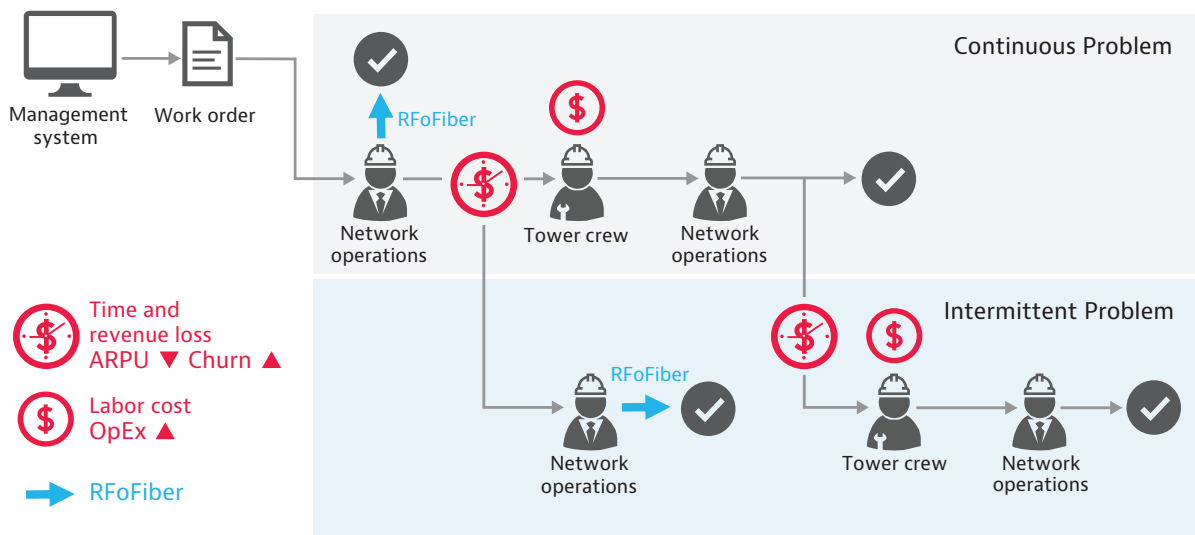 Continuous Problem
Management
system
Work order
RFoFiber
$
$
Network
operations
Tower crew
Network
operations
Intermittent Problem
$
Time and
revenue loss
ARPU ▼ Churn ▲
$
Labor cost
OpEx ▲
RFoFiber
RFoFiber
Network
operations
$
$
Tower crew
Network
operations